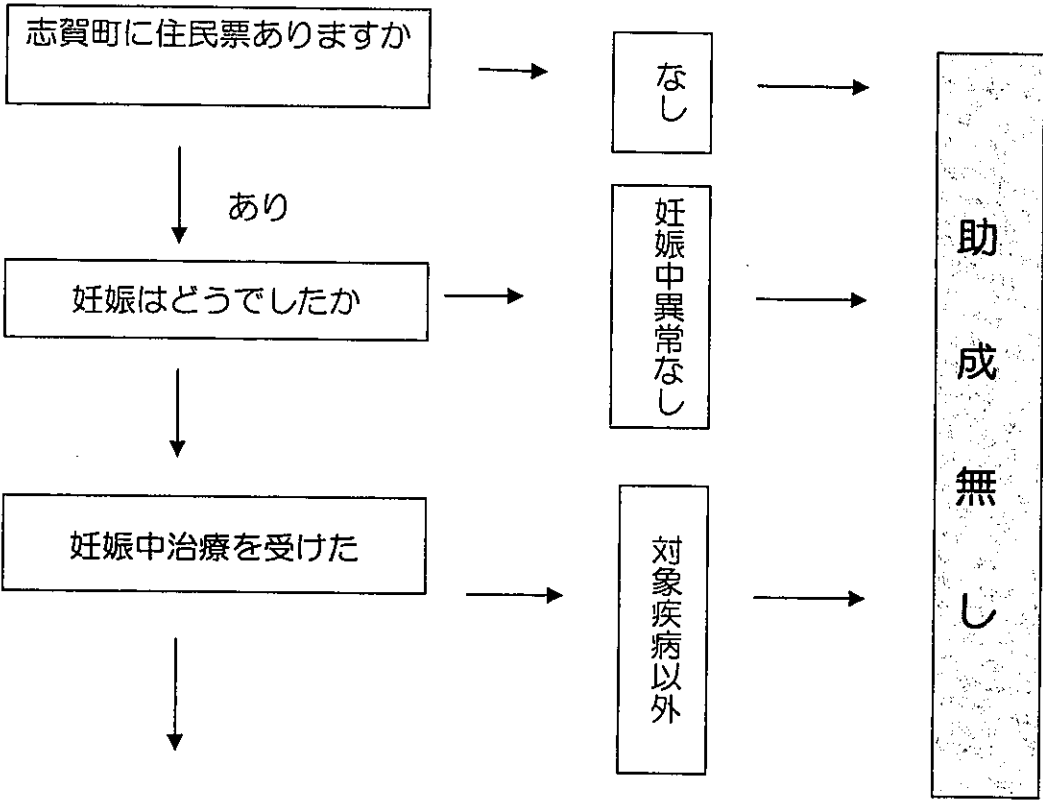 志賀町に住民票ありますか
なし
あり
妊娠はどうでしたか
妊娠中異常なし
妊娠中治療を受けた
対象疾病以外
助成無し